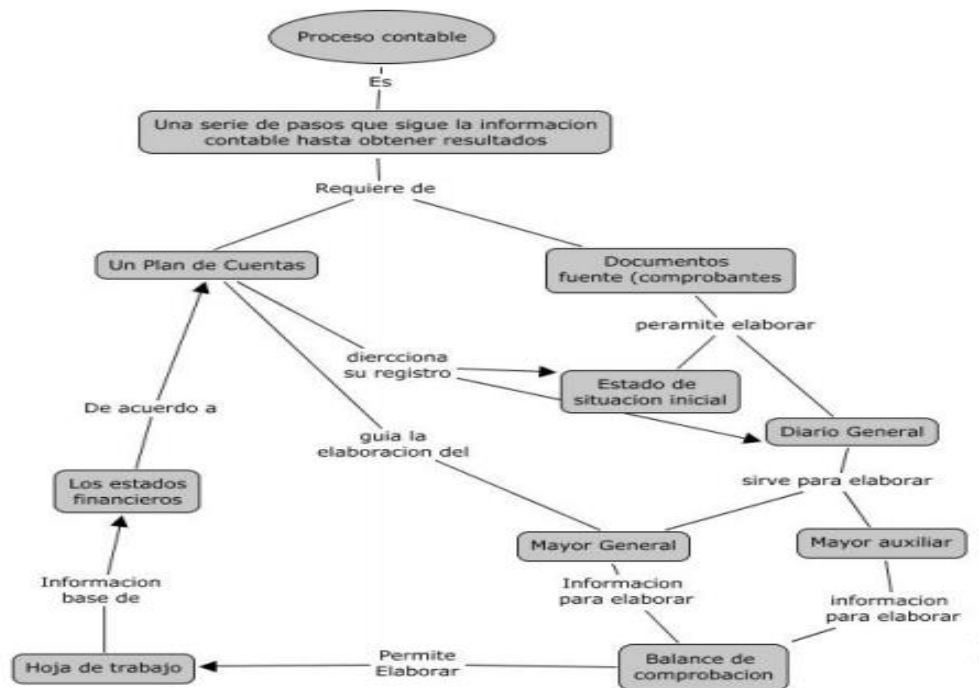 Proceso contable
Es
Una serie de pasos que sigue la informacion
contable hasta obtener resultados
Requiere de
Un Plan de Cuentas
Documentos
fuente (comprobantes
peramite elaborar
diercciona
su registro
Estado de
situacion inicial
De acuerdo a
guia la
elaboracion del
Diario General
Los estados
financieros
sirve para elaborar
Mayor General
Mayor auxiliar
Informacion
base de
Informacion
para elaborar
informacion
para elaborar
Hoja de trabajo
Permite
Elaborar
Balance de
comprobacion